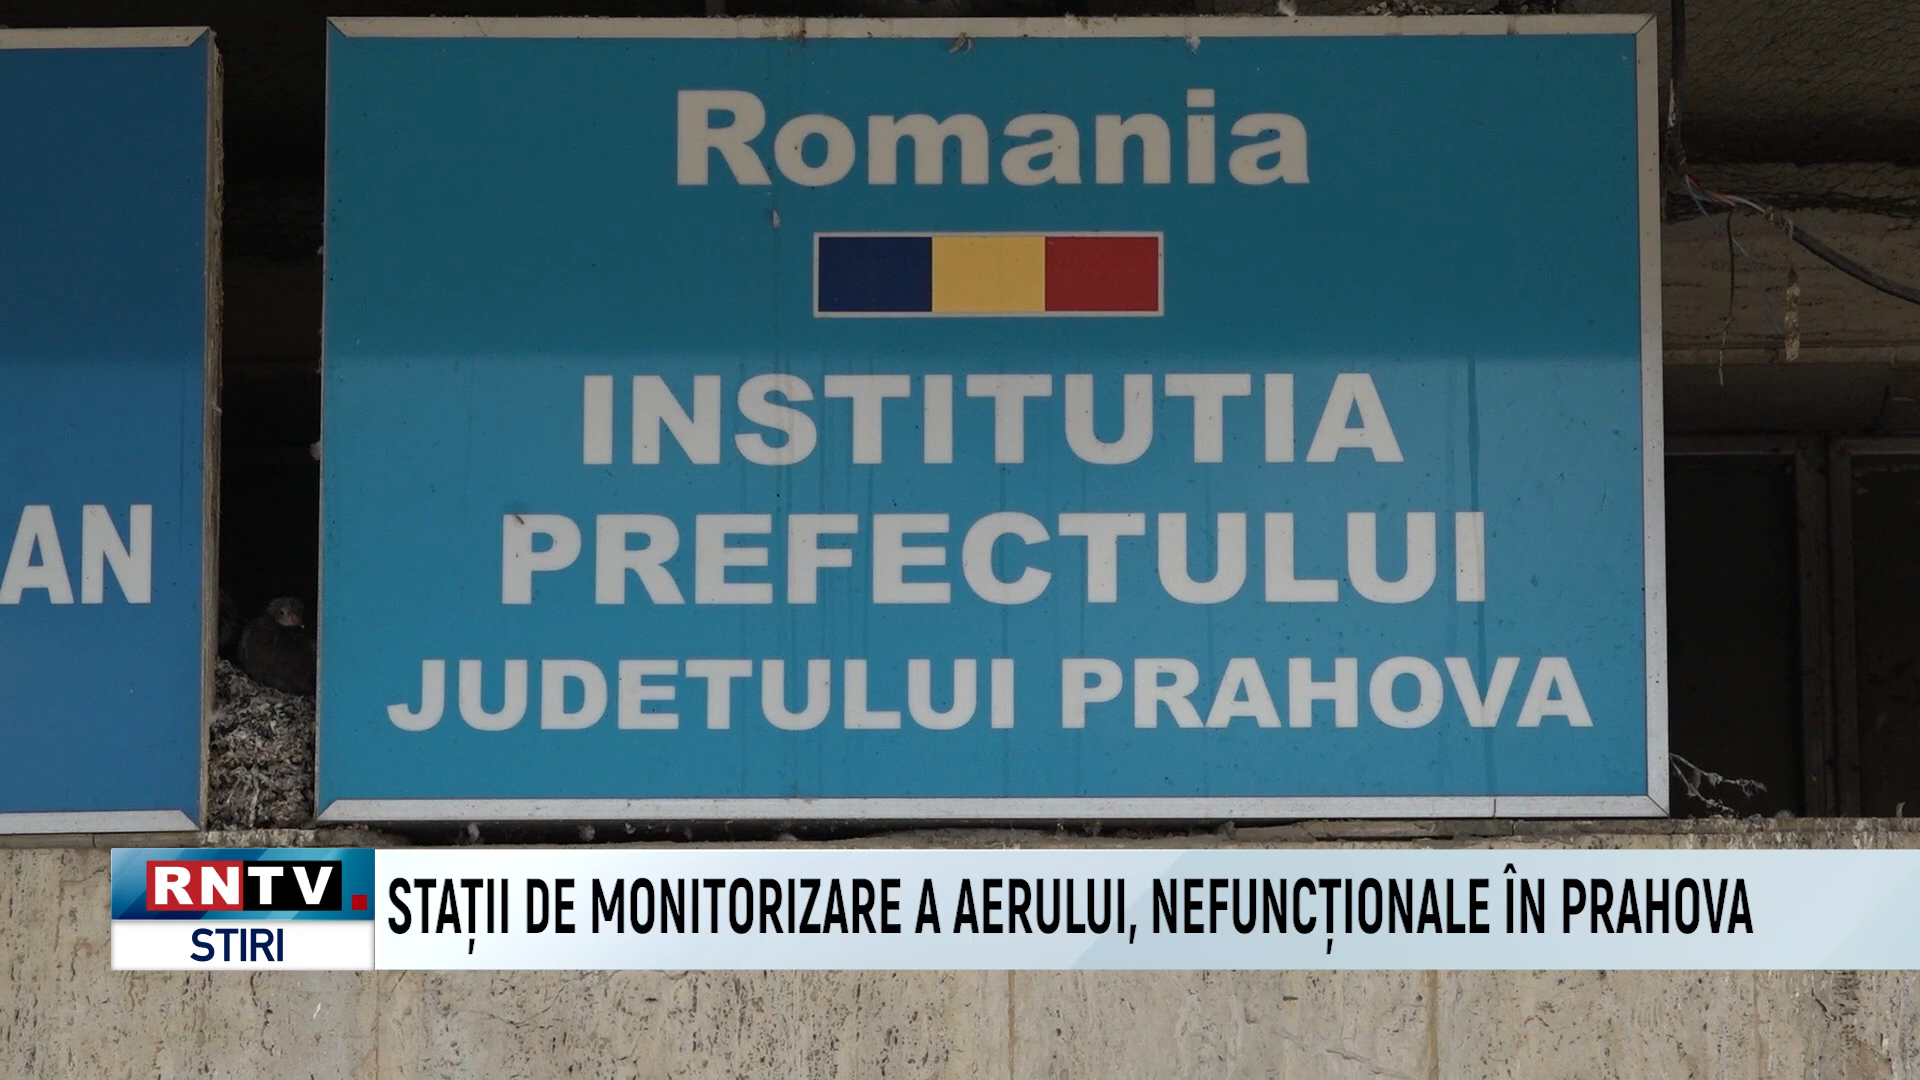 Romania
INSTITUTIA
PREFECTULUI
AN
JUDETULUI PRAHOVA
RNTV.
STIRI
STAȚII DE MONITORIZARE A AERULUI, NEFUNCȚIONALE ÎN PRAHOVA